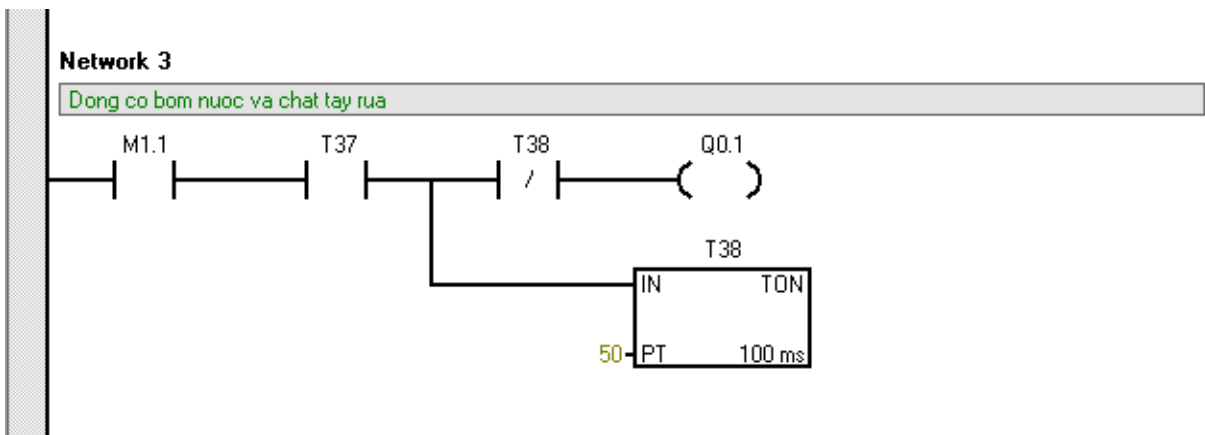 Network 3
Dong co bom nuoc va chat tay rua
M1.1 T37 T38 Q0.1
/
T38
IN TON
50 PT 100 ms